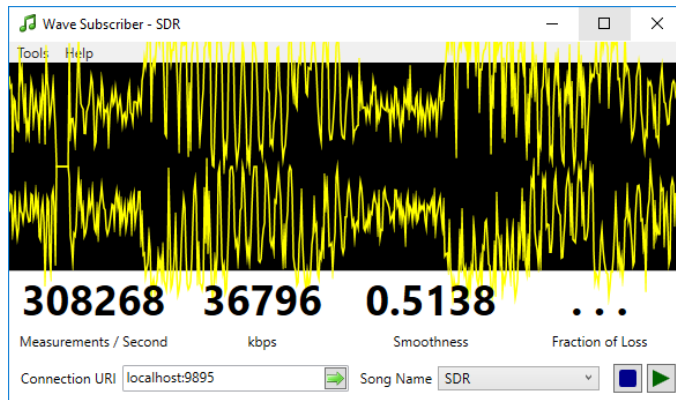 Wave Subscriber - SDR
Tools Help
308268 36796 0.5138 . . .
Measurements / Second kbps Smoothness Fraction of Loss
Connection URI localhost:9895 Song Name SDR